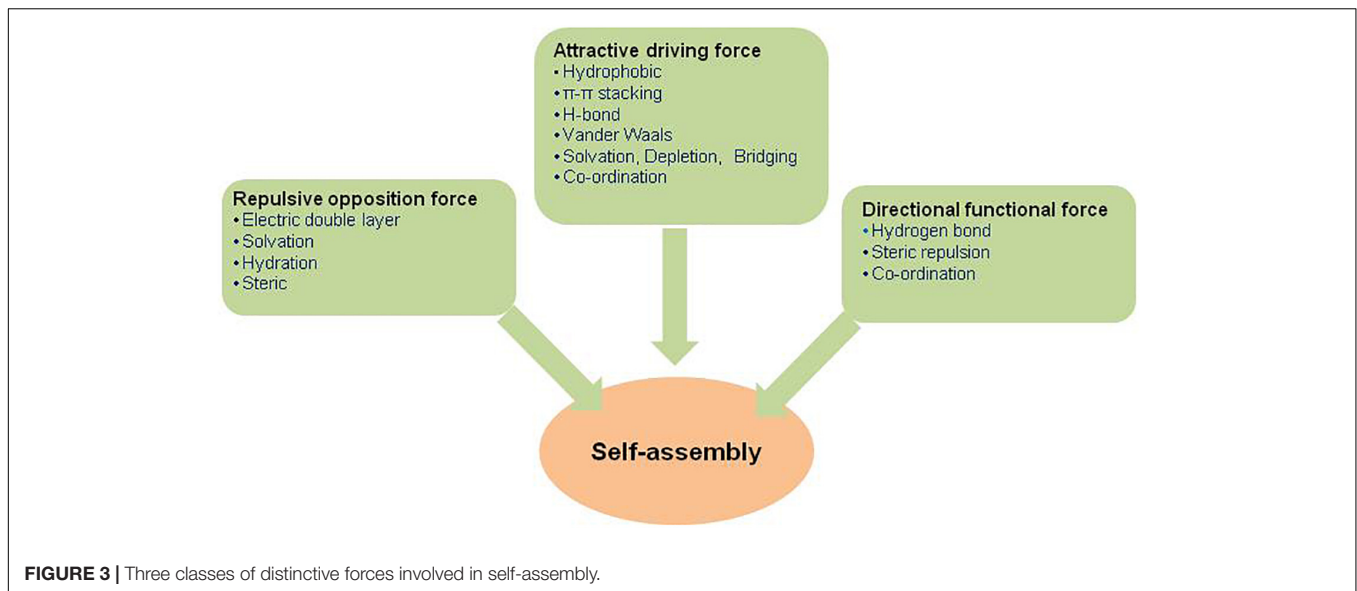 Attractive driving force
• Hydrophobic
• π-π stacking
• H-bond
• Vander Waals
• Solvation, Depletion, Bridging
• Co-ordination
Repulsive opposition force
• Electric double layer
• Solvation
• Hydration
• Steric
Directional functional force
• Hydrogen bond
• Steric repulsion
• Co-ordination
Self-assembly
FIGURE 3 | Three classes of distinctive forces involved in self-assembly.